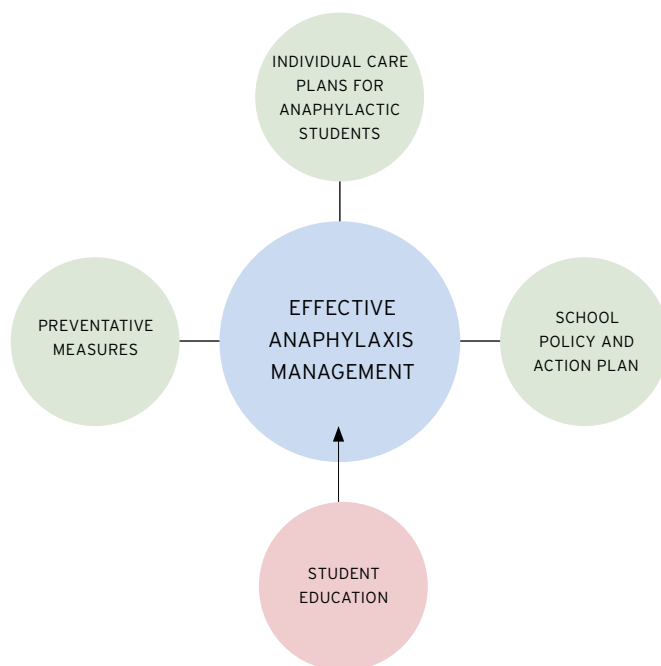 INDIVIDUAL CARE
PLANS FOR
ANAPHYLACTIC
STUDENTS
PREVENTATIVE
MEASURES
EFFECTIVE
ANAPHYLAXIS
MANAGEMENT
SCHOOL
POLICY AND
ACTION PLAN
STUDENT
EDUCATION